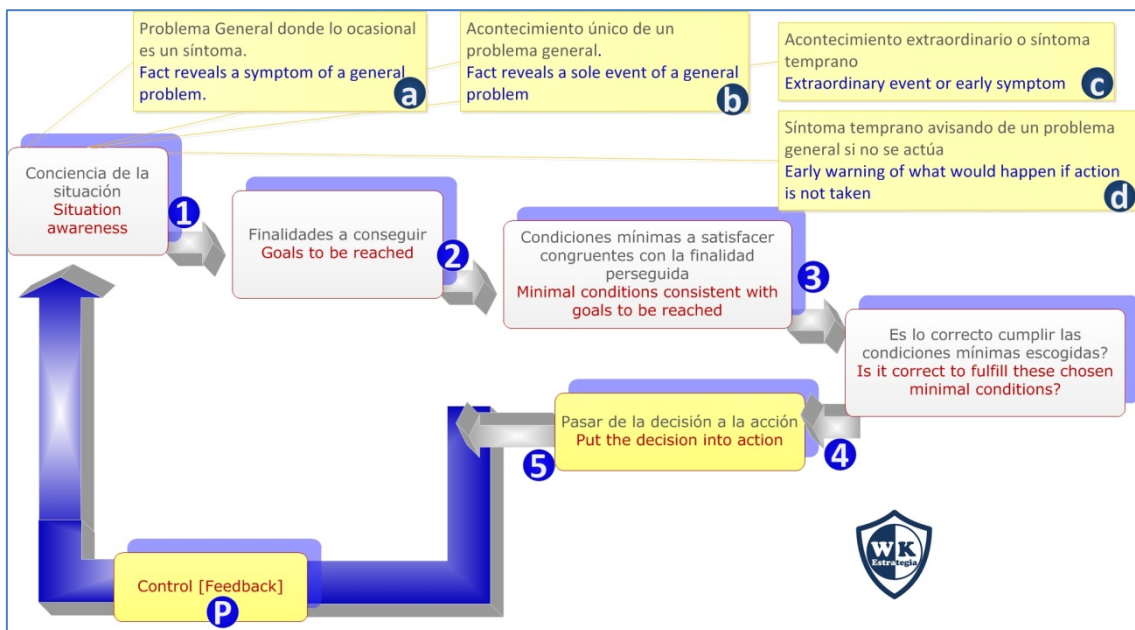 Problema General donde lo ocasional
es un síntoma.
Fact reveals a symptom of a general
problem.
a
Acontecimiento único de un
problema general.
Fact reveals a sole event of a general
problem
b
Acontecimiento extraordinario o síntoma
temprano
Extraordinary event or early symptom
c
Síntoma temprano avisando de un problema
general si no se actúa
Early warning of what would happen if action
is not taken
d
Conciencia de la
situación
Situation
awareness
1
Finalidades a conseguir
Goals to be reached
2
Condiciones mínimas a satisfacer
congruentes con la finalidad
perseguida
Minimal conditions consistent with
goals to be reached
3
Es lo correcto cumplir las
condiciones mínimas escogidas?
Is it correct to fulfill these chosen
minimal conditions?
4
Pasar de la decisión a la acción
Put the decision into action
5
Control [Feedback]
P
WK
Estrategia